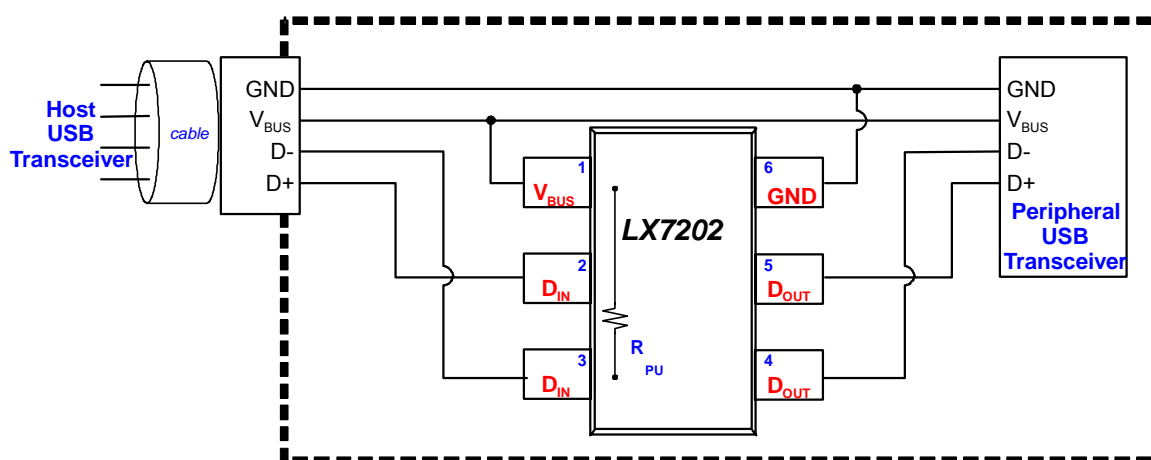 Host
USB
Transceiver
cable
GND
VBUS
D-
D+
1
VBUS
2
DIN
3
DIN
LX7202
RPU
6
GND
5
DOUT
4
DOUT
GND
VBUS
D-
D+
Peripheral
USB
Transceiver